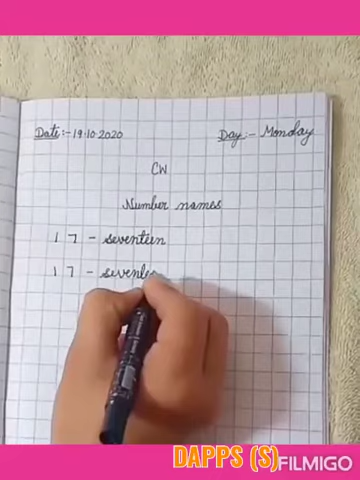 Date:- 19.10.2020 Day:- Monday
CW
Number names
17 - seventeen
17 - sevente
DAPPS (S) FILMIGO